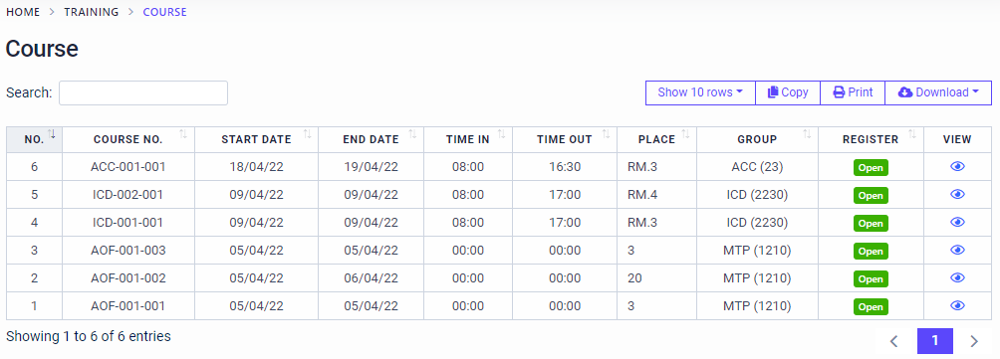 HOME > TRAINING > COURSE
Course
Search: Show 10 rows Copy Print Download
NO. COURSE NO. START DATE END DATE TIME IN TIME OUT PLACE GROUP REGISTER VIEW
6 ACC-001-001 18/04/22 19/04/22 08:00 16:30 RM.3 ACC (23) Open
5 ICD-002-001 09/04/22 09/04/22 08:00 17:00 RM.4 ICD (2230) Open
4 ICD-001-001 09/04/22 09/04/22 08:00 17:00 RM.3 ICD (2230) Open
3 AOF-001-003 05/04/22 05/04/22 00:00 00:00 3 MTP (1210) Open
2 AOF-001-002 05/04/22 06/04/22 00:00 00:00 20 MTP (1210) Open
1 AOF-001-001 05/04/22 05/04/22 00:00 00:00 3 MTP (1210) Open
Showing 1 to 6 of 6 entries 1